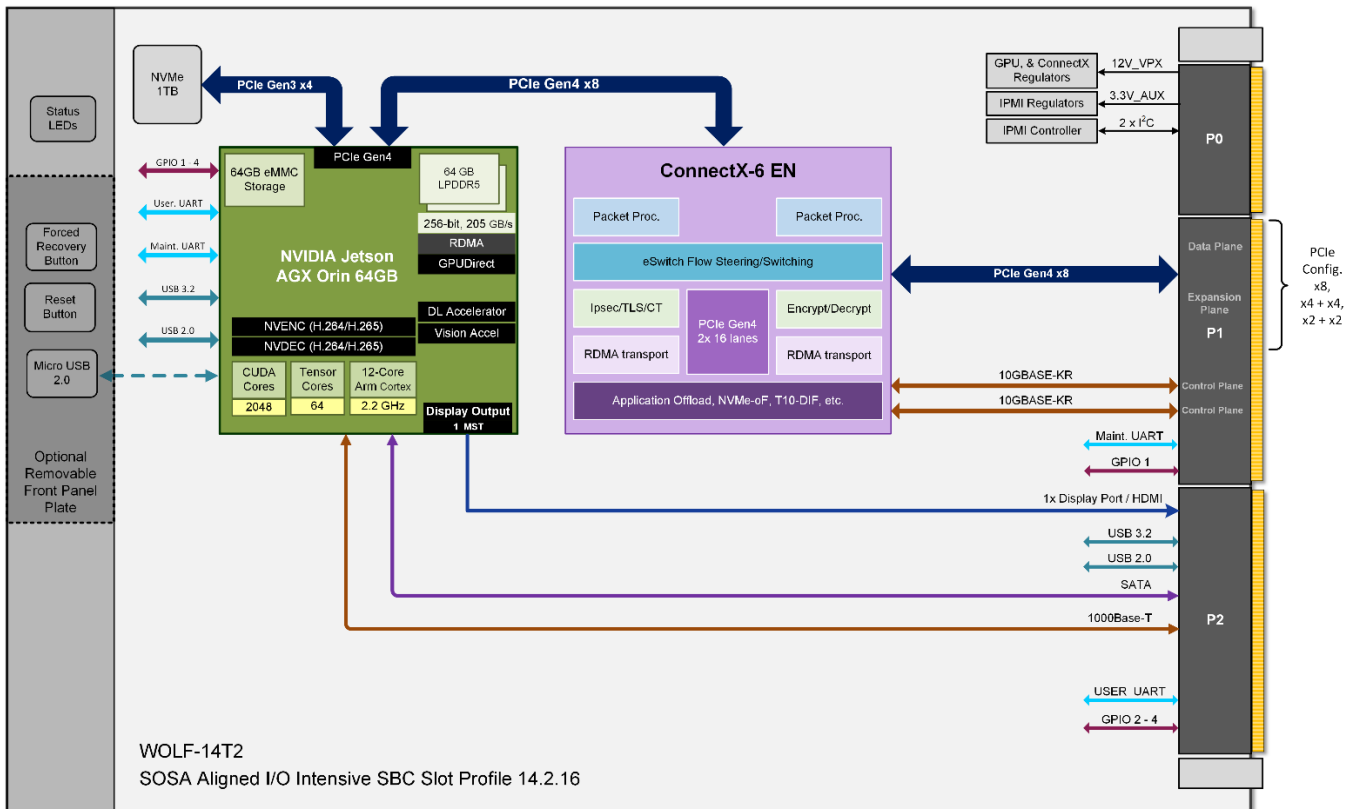 NVMe
1TB
PCIe Gen3 x4
PCIe Gen4 x8
GPU, & ConnectX
Regulators
12V_VPX
IPMI Regulators
3.3V_AUX
IPMI Controller
2 x I²C
P0
Status
LEDs
GPIO 1 - 4
User. UART
Maint. UART
USB 3.2
USB 2.0
Forced
Recovery
Button
Reset
Button
Micro USB
2.0
Optional
Removable
Front Panel
Plate
PCIe Gen4
64GB eMMC
Storage
64 GB
LPDDR5
256-bit, 205 GB/s
RDMA
GPUDirect
NVIDIA Jetson
AGX Orin 64GB
DL Accelerator
Vision Accel
NVENC (H.264/H.265)
NVDEC (H.264/H.265)
CUDA
Cores
2048
Tensor
Cores
64
12-Core
Arm Cortex
2.2 GHz
Display Output
1 MST
ConnectX-6 EN
Packet Proc.
Packet Proc.
eSwitch Flow Steering/Switching
Ipsec/TLS/CT
PCIe Gen4
2x 16 lanes
Encrypt/Decrypt
RDMA transport
RDMA transport
Application Offload, NVMe-oF, T10-DIF, etc.
PCIe Gen4 x8
Data Plane
Expansion
Plane
P1
Control Plane
Control Plane
PCIe
Config.
x8,
x4 + x4,
x2 + x2
10GBASE-KR
10GBASE-KR
Maint. UART
GPIO 1
1x Display Port / HDMI
USB 3.2
USB 2.0
SATA
1000Base-T
P2
USER UART
GPIO 2 - 4
WOLF-14T2
SOSA Aligned I/O Intensive SBC Slot Profile 14.2.16